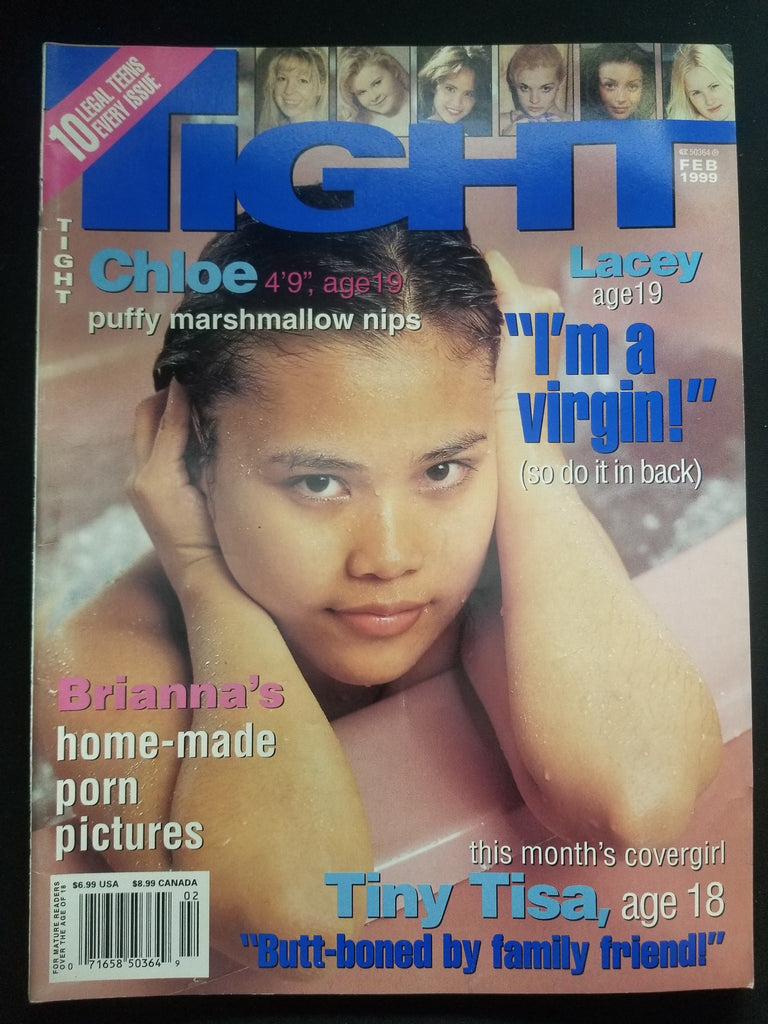 10 LEGAL TEENS
EVERY ISSUE
TIGHT
50364
FEB
1999
TIGHT
Chloe 4'9", age19
puffy marshmallow nips
Lacey
age19
"I'm a
virgin!"
(so do it in back)
Brianna's
home-made
porn
pictures
this month's covergirl
Tiny Tisa, age 18
"Butt-boned by family friend!"
FOR MATURE READERS
OVER THE AGE OF 18
$6.99 USA $8.99 CANADA
02
0 71658 50364 9